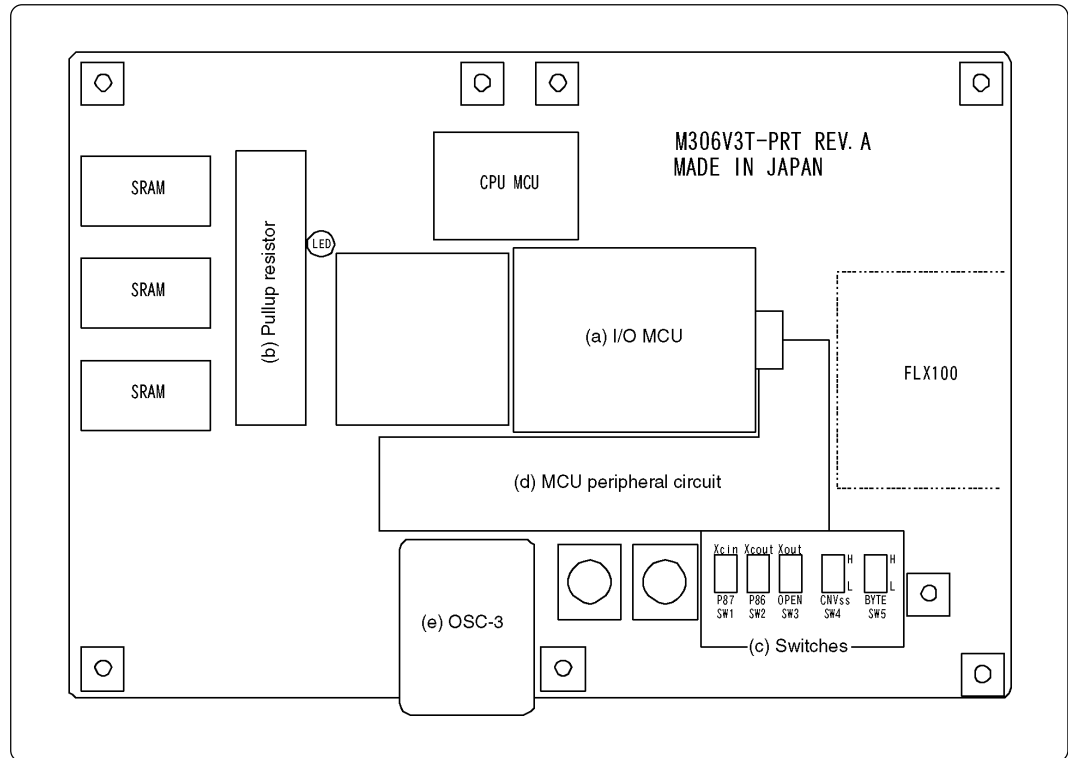 M306V3T-PRT REV. A
MADE IN JAPAN
CPU MCU
SRAM
SRAM
SRAM
(b) Pullup resistor
LED
(a) I/O MCU
FLX100
(d) MCU peripheral circuit
Xcin Xcout Xout H H
L L
P87 P86 OPEN CNVss BYTE
SW1 SW2 SW3 SW4 SW5
(e) OSC-3
(c) Switches